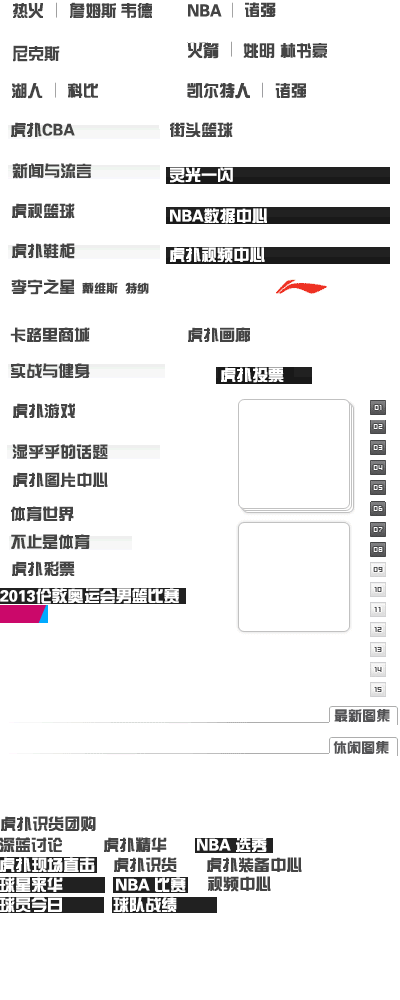 热火 | 詹姆斯 韦德 NBA | 诸强
尼克斯 火箭 | 姚明 林书豪
湖人 | 科比 凯尔特人 | 诸强
虎扑CBA 街头篮球
新闻与流言 灵光一闪
虎视篮球 NBA数据中心
虎扑鞋柜 虎扑视频中心
李宁之星 戴维斯 特纳
卡路里商城 虎扑画廊
实战与健身 虎扑投票
虎扑游戏 01
02
湿乎乎的话题 03
虎扑图片中心 04
05
体育世界 06
不止是体育 07
08
虎扑彩票 09
2013伦敦奥运会男篮比赛 10
11
12
13
14
15
最新图集
休闲图集
虎扑识货团购
深蓝讨论 虎扑精华 NBA 选秀
虎扑现场直击 虎扑识货 虎扑装备中心
球星来华 NBA 比赛 视频中心
球员今日 球队战绩